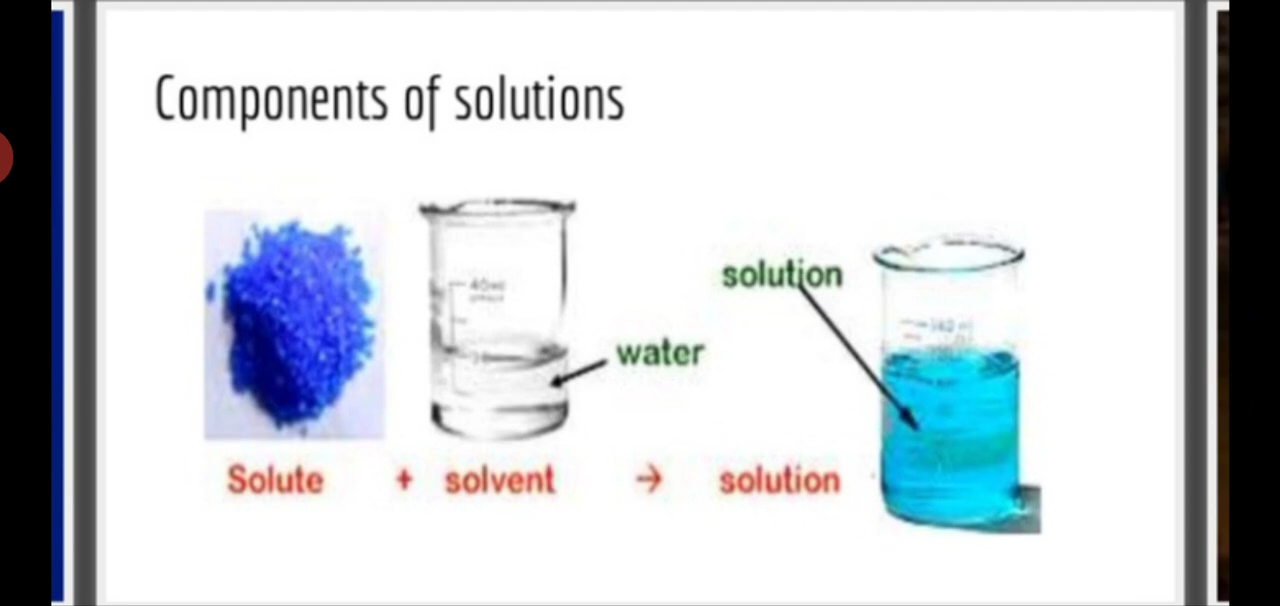 Components of solutions
solution
water
Solute + solvent → solution